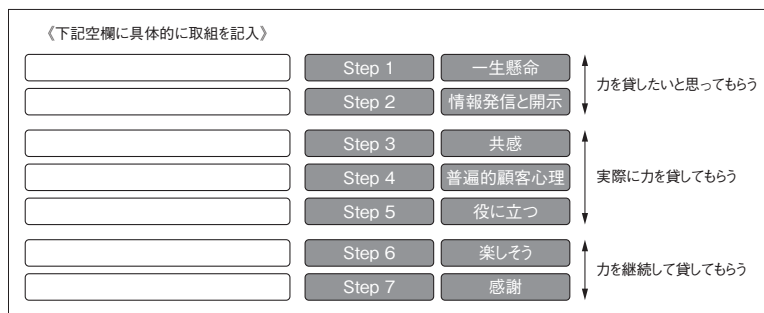 《下記空欄に具体的に取組を記入》
Step 1 一生懸命
力を貸したいと思ってもらう
Step 2 情報発信と開示
Step 3 共感
Step 4 普遍的顧客心理 実際に力を貸してもらう
Step 5 役に立つ
Step 6 楽しそう
力を継続して貸してもらう
Step 7 感謝